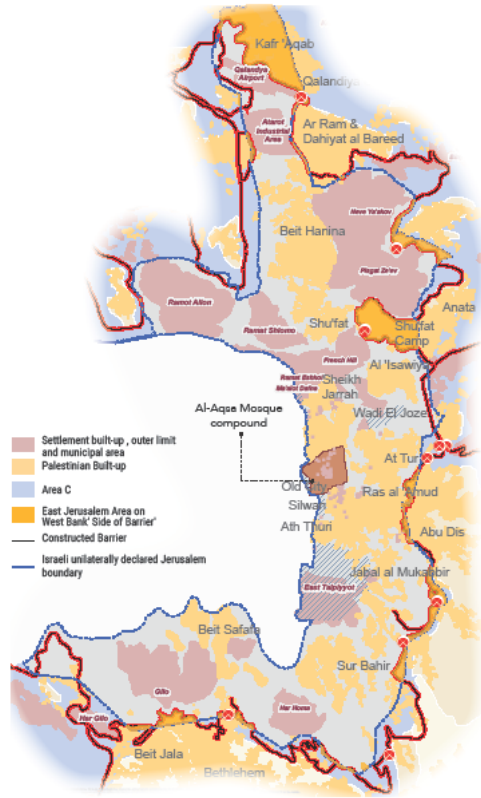 Kafr 'Aqab
Qalandya
Airport
Qalandiya
Atarot
Industrial
Area
Ar Ram &
Dahiyat al Bareed
Neve Ya'akov
Beit Hanina
Pisgat Ze'ev
Ramot Allon
Anata
Ramat Shlomo
Shu'fat
Shu'fat
Camp
French Hill
Al 'Isawiya
Ramat Eshkol
Ma'alot Dafna
Sheikh
Jarrah
Wadi El Joze
Al-Aqsa Mosque
compound
At Tur
Old City
Ras al 'Amud
Silwan
Ath Thuri
Abu Dis
Settlement built-up , outer limit
and municipal area
Palestinian Built-up
Area C
East Jerusalem Area on
West Bank' Side of Barrier'
Constructed Barrier
Israeli unilaterally declared Jerusalem
boundary
Jabal al Mukabbir
East Talpiyyot
Beit Safafa
Sur Bahir
Gilo
Har Homa
Har Gilo
Beit Jala
Bethlehem